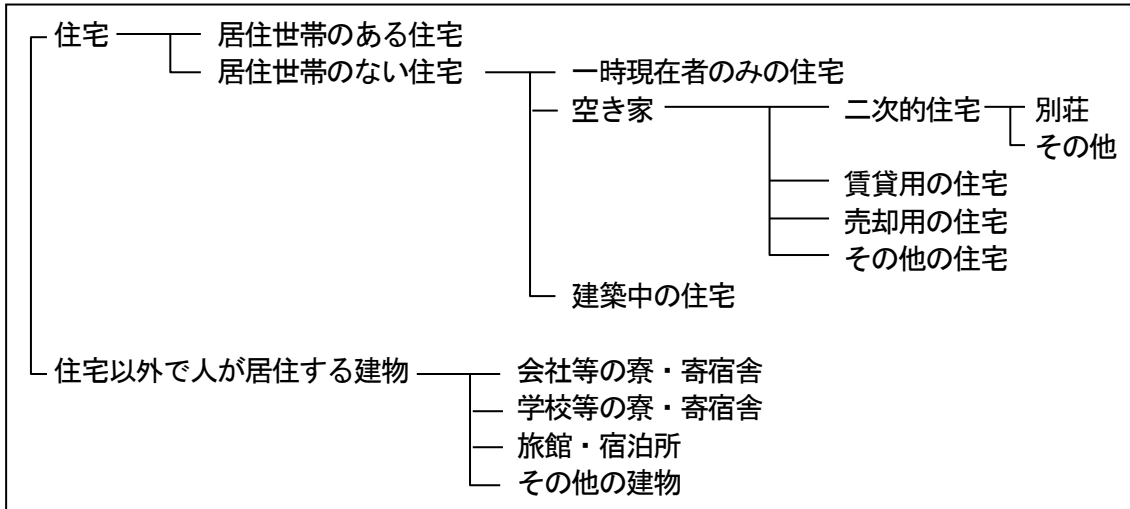 住宅 居住世帯のある住宅
居住世帯のない住宅 一時現在者のみの住宅
空き家 二次的住宅 別荘
その他
賃貸用の住宅
売却用の住宅
その他の住宅
建築中の住宅
住宅以外で人が居住する建物 会社等の寮・寄宿舎
学校等の寮・寄宿舎
旅館・宿泊所
その他の建物